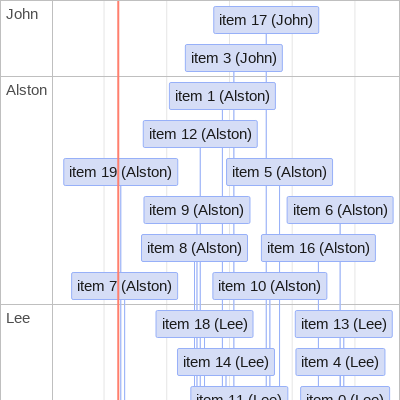 John
item 17 (John)
item 3 (John)
Alston
item 1 (Alston)
item 12 (Alston)
item 19 (Alston)
item 5 (Alston)
item 9 (Alston)
item 6 (Alston)
item 8 (Alston)
item 16 (Alston)
item 7 (Alston)
item 10 (Alston)
Lee
item 18 (Lee)
item 13 (Lee)
item 14 (Lee)
item 4 (Lee)
item 11 (Lee)
item 0 (Lee)